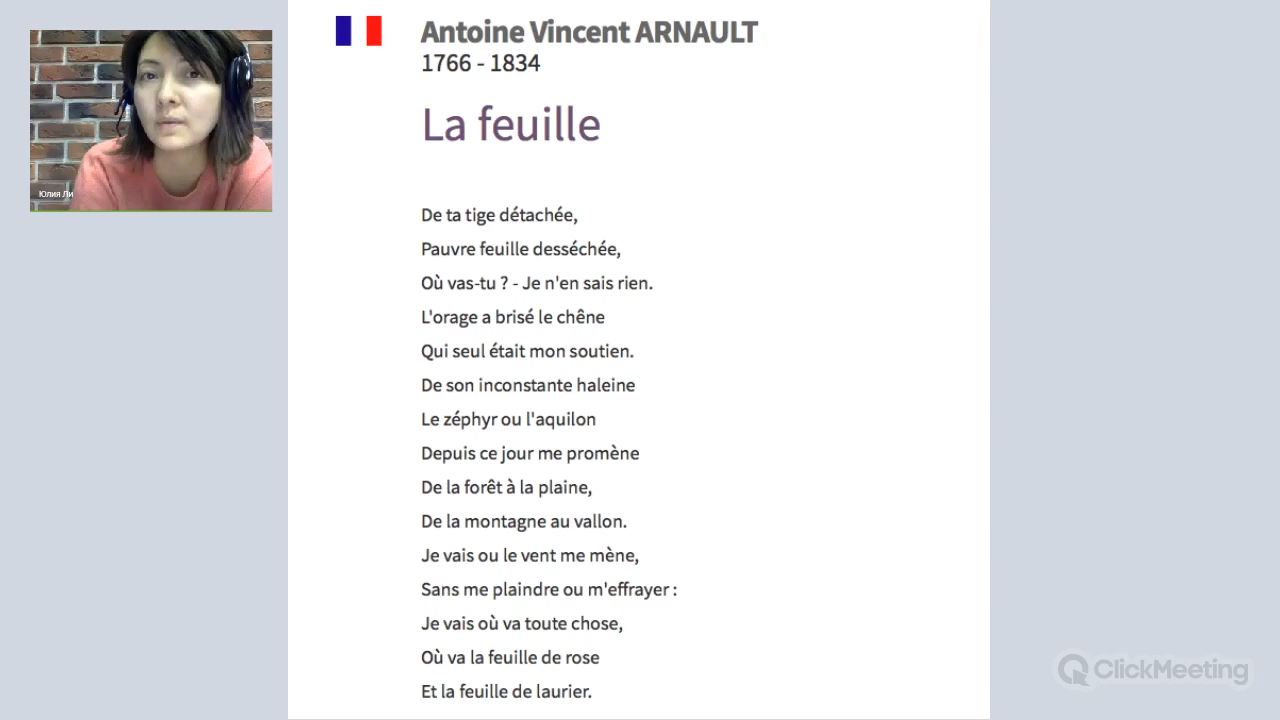 Antoine Vincent ARNAULT
1766 - 1834
La feuille
Юлия Ли
De ta tige détachée,
Pauvre feuille desséchée,
Où vas-tu ? - Je n'en sais rien.
L'orage a brisé le chêne
Qui seul était mon soutien.
De son inconstante haleine
Le zéphyr ou l'aquilon
Depuis ce jour me promène
De la forêt à la plaine,
De la montagne au vallon.
Je vais ou le vent me mène,
Sans me plaindre ou m'effrayer :
Je vais où va toute chose,
Où va la feuille de rose
Et la feuille de laurier.
ClickMeeting